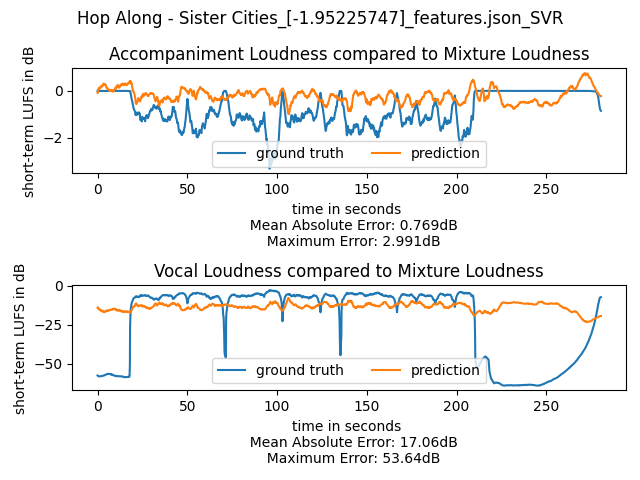 Hop Along - Sister Cities_[-1.95225747]_features.json_SVR
Accompaniment Loudness compared to Mixture Loudness
short-term LUFS in dB
0
−2
ground truth
prediction
0
50
100
150
200
250
time in seconds
Mean Absolute Error: 0.769dB
Maximum Error: 2.991dB
Vocal Loudness compared to Mixture Loudness
short-term LUFS in dB
0
−25
−50
ground truth
prediction
0
50
100
150
200
250
time in seconds
Mean Absolute Error: 17.06dB
Maximum Error: 53.64dB